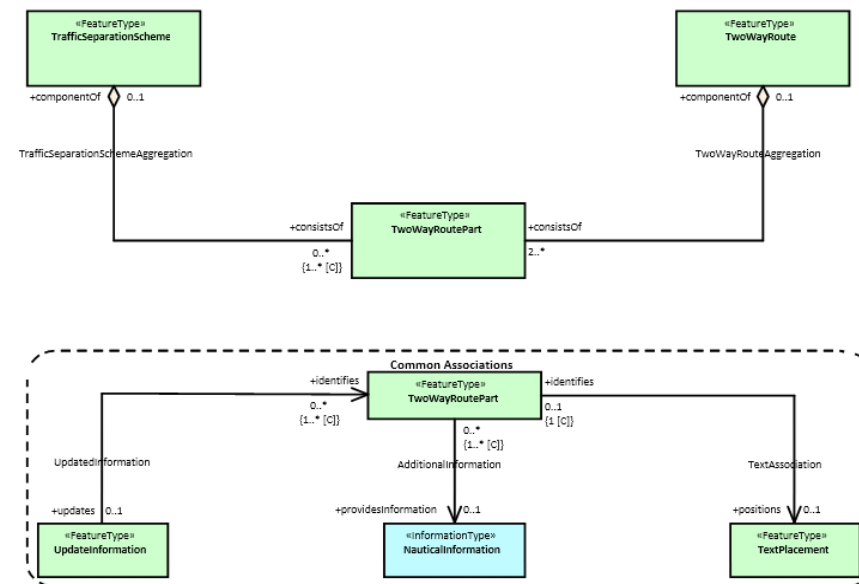 «FeatureType»
TrafficSeparationScheme
«FeatureType»
TwoWayRoute
+componentOf 0..1
+componentOf 0..1
TrafficSeparationSchemeAggregation
TwoWayRouteAggregation
«FeatureType»
TwoWayRoutePart
+consistsOf
0..*
{1..* [C]}
+consistsOf
2..*
Common Associations
«FeatureType»
TwoWayRoutePart
+identifies
0..*
{1..* [C]}
+identifies
0..1
{1 [C]}
0..*
{1..* [C]}
UpdatedInformation
AdditionalInformation
TextAssociation
+updates 0..1
+providesInformation 0..1
+positions 0..1
«FeatureType»
UpdateInformation
«InformationType»
NauticalInformation
«FeatureType»
TextPlacement